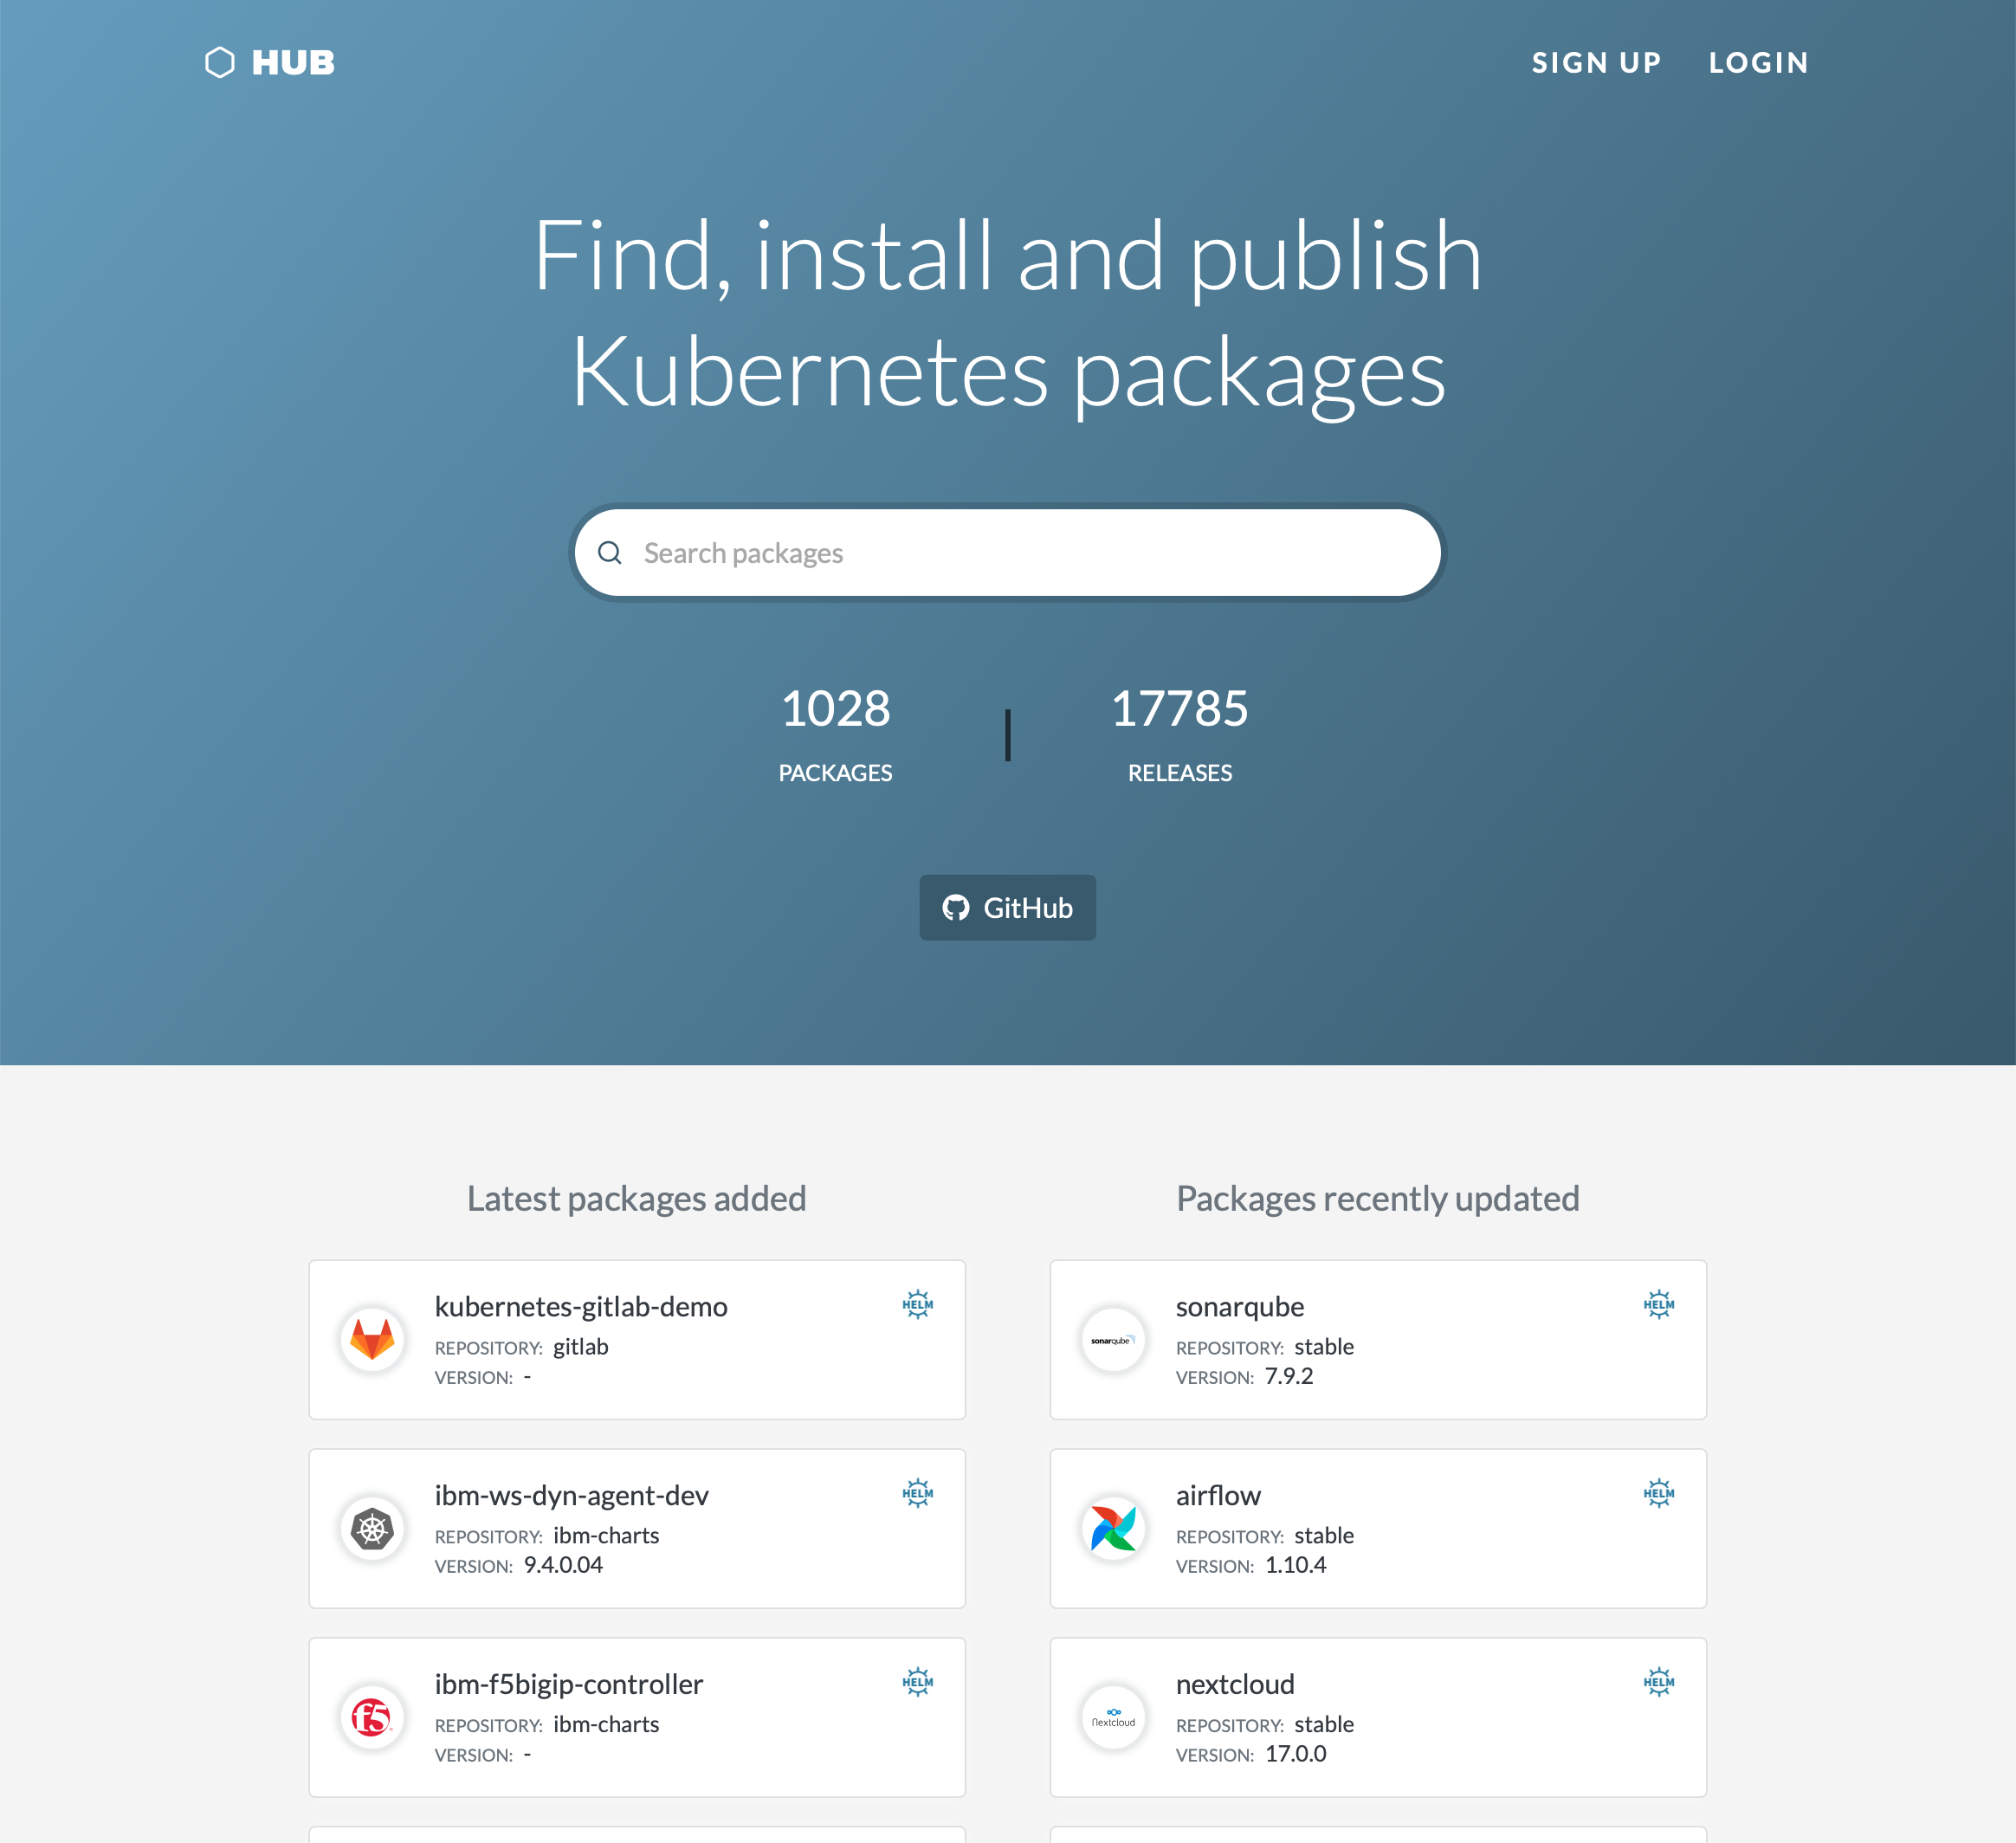 HUB
SIGN UP
LOGIN
Find, install and publish
Kubernetes packages
Search packages
1028
PACKAGES
17785
RELEASES
GitHub
Latest packages added
kubernetes-gitlab-demo
HELM
REPOSITORY: gitlab
VERSION: -
ibm-ws-dyn-agent-dev
HELM
REPOSITORY: ibm-charts
VERSION: 9.4.0.04
f5
ibm-f5bigip-controller
HELM
REPOSITORY: ibm-charts
VERSION: -
Packages recently updated
sonarqube
sonarqube
HELM
REPOSITORY: stable
VERSION: 7.9.2
airflow
HELM
REPOSITORY: stable
VERSION: 1.10.4
nextcloud
nextcloud
HELM
REPOSITORY: stable
VERSION: 17.0.0